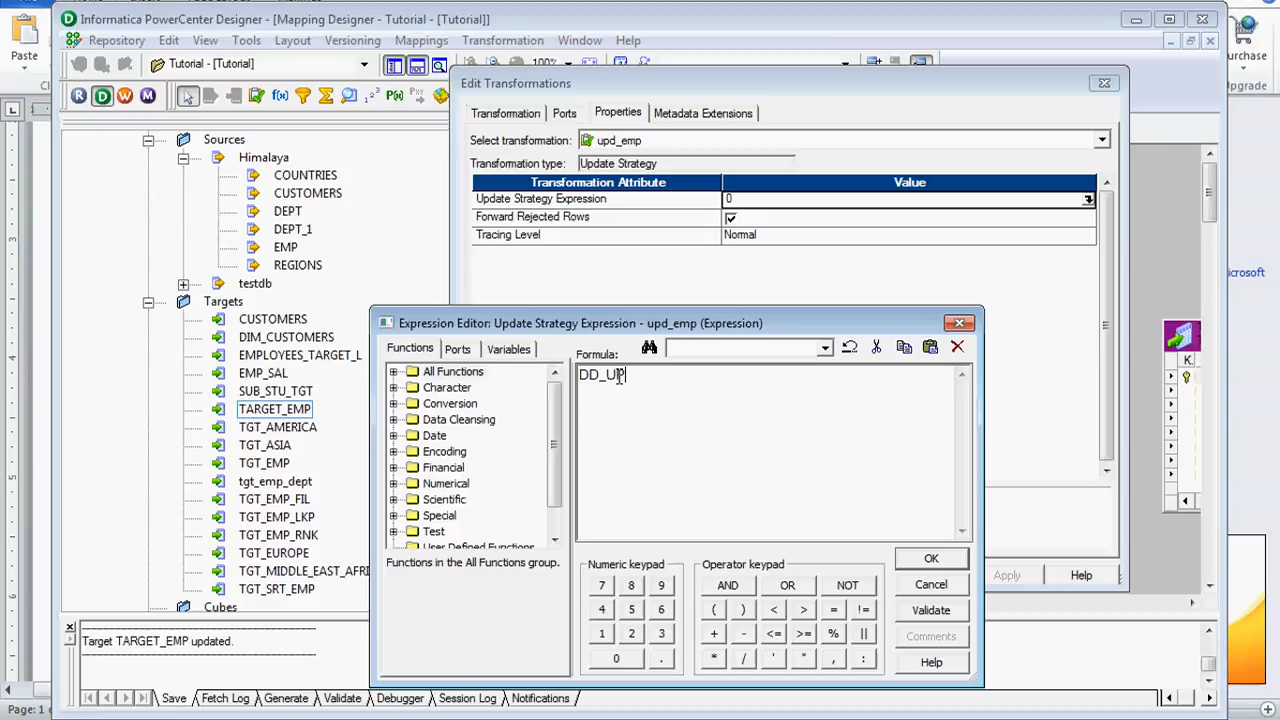 Informatica PowerCenter Designer - [Mapping Designer - Tutorial - [Tutorial]]
Repository Edit View Tools Layout Versioning Mappings Transformation Window Help
Paste
Tutorial - [Tutorial]
100%
Edit Transformations
Transformation Ports Properties Metadata Extensions
Select transformation: upd_emp
Transformation type: Update Strategy
Transformation Attribute Value
Update Strategy Expression 0
Forward Rejected Rows
Tracing Level Normal
Apply Help
Sources
Himalaya
COUNTRIES
CUSTOMERS
DEPT
DEPT_1
EMP
REGIONS
testdb
Targets
CUSTOMERS
DIM_CUSTOMERS
EMPLOYEES_TARGET_L
EMP_SAL
SUB_STU_TGT
TARGET_EMP
TGT_AMERICA
TGT_ASIA
TGT_EMP
tgt_emp_dept
TGT_EMP_FIL
TGT_EMP_LKP
TGT_EMP_RNK
TGT_EUROPE
TGT_MIDDLE_EAST_AFRI
TGT_SRT_EMP
Cubes
Expression Editor: Update Strategy Expression - upd_emp (Expression)
Functions Ports Variables
Formula:
DD_UP
All Functions
Character
Conversion
Data Cleansing
Date
Encoding
Financial
Numerical
Scientific
Special
Test
User Defined Functions
Functions in the All Functions group.
Numeric keypad
7 8 9
4 5 6
1 2 3
0 .
Operator keypad
AND OR NOT
( ) < > = !=
+ - <= >= % ||
* / ' " , :
OK
Cancel
Validate
Comments
Help
K
Target TARGET_EMP updated.
Save Fetch Log Generate Validate Debugger Session Log Notifications
Page: 1
urchase
Upgrade
icrosoft